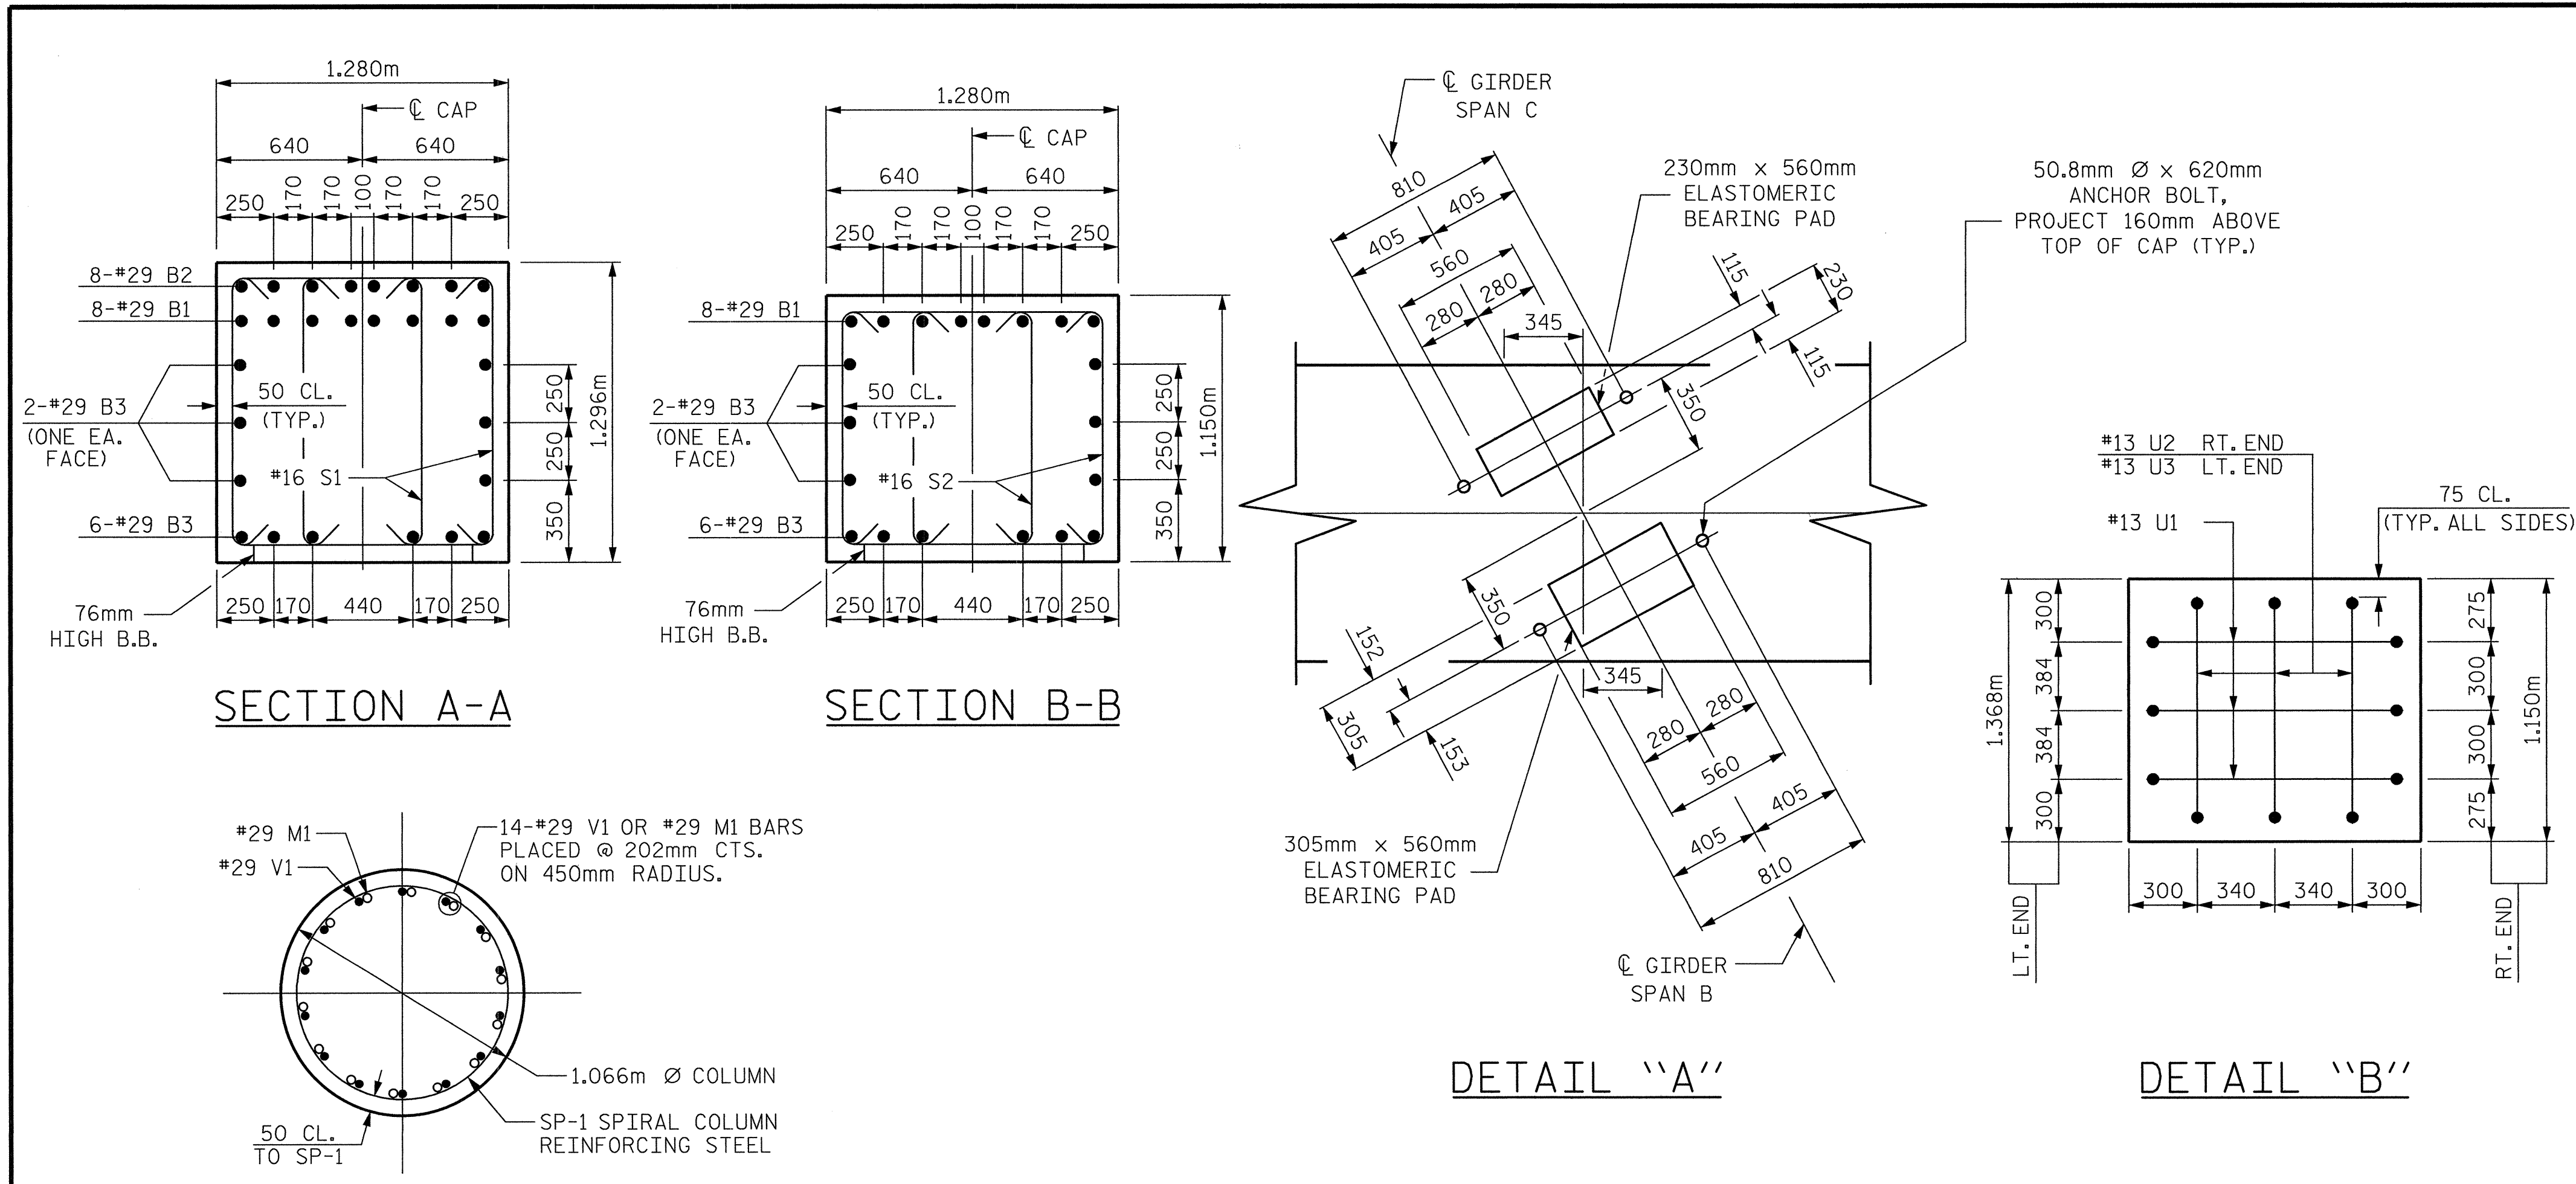 1.280m
℄ CAP
640
640
250
170
170
100
170
170
250
8-#29 B2
8-#29 B1
2-#29 B3
(ONE EA.
FACE)
50 CL.
(TYP.)
#16 S1
6-#29 B3
76mm
HIGH B.B.
250
250
350
1.296m
250
170
440
170
250
SECTION A-A
1.280m
℄ CAP
640
640
250
170
170
100
170
170
250
8-#29 B1
2-#29 B3
(ONE EA.
FACE)
50 CL.
(TYP.)
#16 S2
6-#29 B3
76mm
HIGH B.B.
250
250
350
1.150m
250
170
440
170
250
SECTION B-B
#29 M1
#29 V1
14-#29 V1 OR #29 M1 BARS
PLACED @ 202mm CTS.
ON 450mm RADIUS.
1.066m Ø COLUMN
SP-1 SPIRAL COLUMN
REINFORCING STEEL
50 CL.
TO SP-1
℄ GIRDER
SPAN C
230mm x 560mm
ELASTOMERIC
BEARING PAD
50.8mm Ø x 620mm
ANCHOR BOLT,
PROJECT 160mm ABOVE
TOP OF CAP (TYP.)
810
405
405
560
280
280
345
115
230
115
350
350
152
305
153
345
280
280
560
405
405
810
305mm x 560mm
ELASTOMERIC
BEARING PAD
℄ GIRDER
SPAN B
DETAIL "A"
#13 U2 RT. END
#13 U3 LT. END
#13 U1
75 CL.
(TYP. ALL SIDES)
300
384
384
300
1.368m
275
300
300
275
1.150m
300
340
340
300
LT. END
RT. END
DETAIL "B"